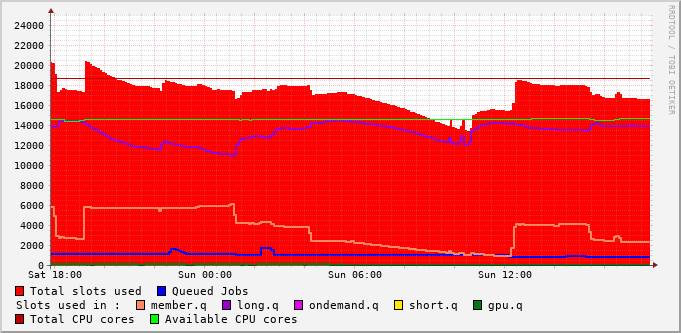 24000
22000
20000
18000
16000
14000
12000
10000
8000
6000
4000
2000
0
Sat 18:00 Sun 00:00 Sun 06:00 Sun 12:00
Total slots used Queued Jobs
Slots used in : member.q long.q ondemand.q short.q gpu.q
Total CPU cores Available CPU cores
RRDTOOL / TOBI OETIKER